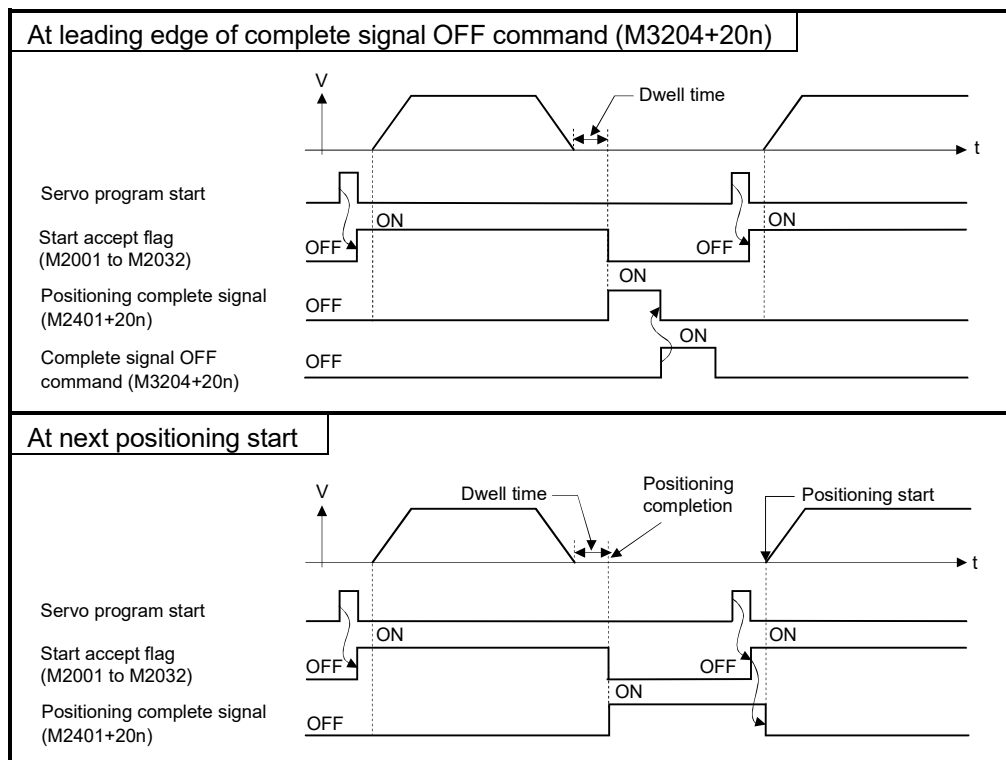 At leading edge of complete signal OFF command (M3204+20n)
V
Dwell time
t
Servo program start
ON
ON
Start accept flag
(M2001 to M2032)
OFF
OFF
ON
Positioning complete signal
(M2401+20n)
OFF
ON
Complete signal OFF
command (M3204+20n)
OFF
At next positioning start
V
Dwell time
Positioning
completion
Positioning start
t
Servo program start
ON
ON
Start accept flag
(M2001 to M2032)
OFF
OFF
ON
Positioning complete signal
(M2401+20n)
OFF